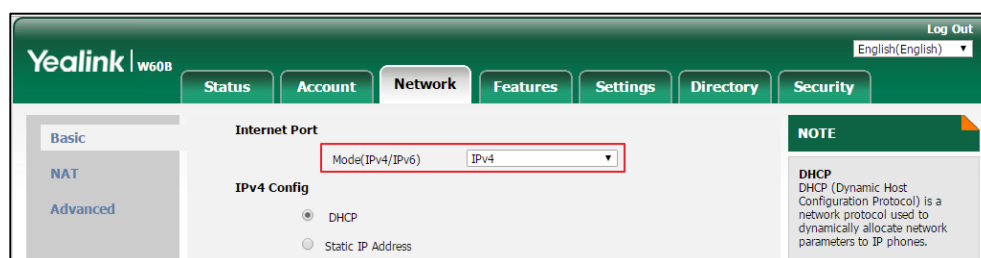 Log Out
Yealink | W60B
English(English)
Status Account Network Features Settings Directory Security
Basic
NAT
Advanced
Internet Port
Mode(IPv4/IPv6) IPv4
IPv4 Config
DHCP
Static IP Address
NOTE
DHCP
DHCP (Dynamic Host
Configuration Protocol) is a
network protocol used to
dynamically allocate network
parameters to IP phones.